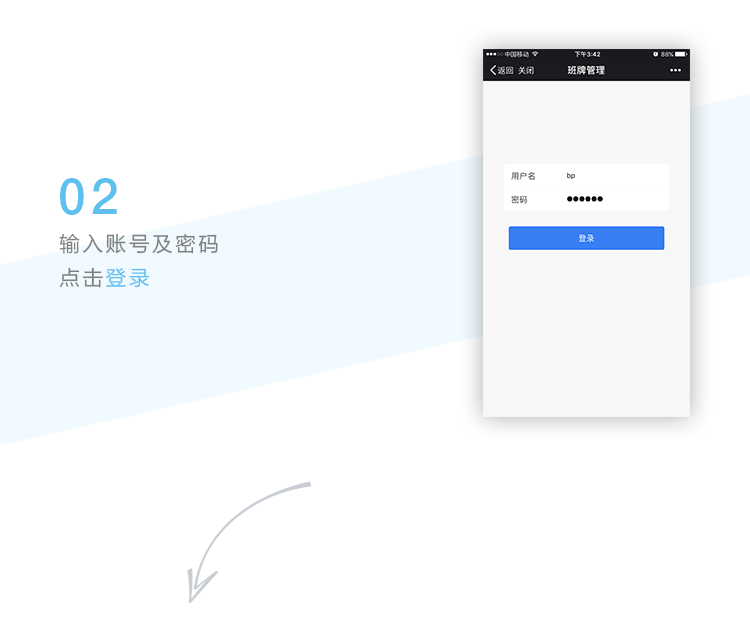 02
输入账号及密码
点击登录
中国移动 下午3:42 88%
返回 关闭 班牌管理
用户名 bp
密码 ●●●●●●
登录